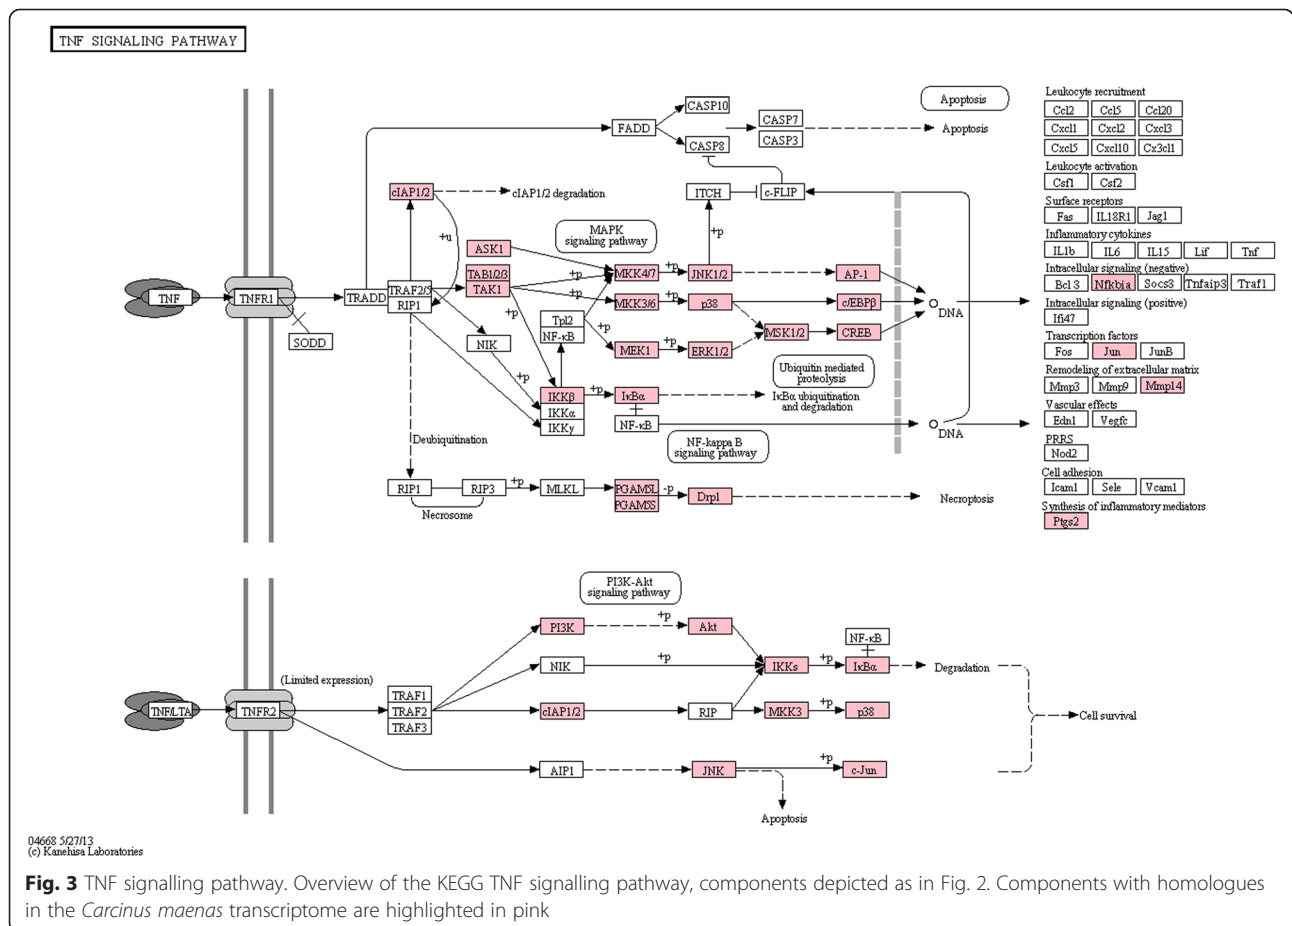 TNF SIGNALING PATHWAY
Apoptosis
Leukocyte recruitment
Ccl2 Ccl5 Ccl20
Cxcl1 Cxcl2 Cxcl3
Cxcl5 Cxcl10 Cx3cl1
Leukocyte activation
Csf1 Csf2
Surface receptors
Fas IL18R1 Jag1
Inflammatory cytokines
IL1b IL6 IL15 Lif Tnf
Intracellular signaling (negative)
Bcl3 Nfkbia Socs3 Tnfaip3 Traf1
Intracellular signaling (positive)
Ifi47
Transcription factors
Fos Jun JunB
Remodeling of extracellular matrix
Mmp3 Mmp9 Mmp14
Vascular effects
Edn1 Vegfc
PRRS
Nod2
Cell adhesion
Icam1 Sele Vcam1
Synthesis of inflammatory mediators
Ptgs2
CASP10
FADD
CASP7
CASP3
Apoptosis
CASP8
cIAP1/2
cIAP1/2 degradation
ITCH
c-FLIP
+u
MAPK
signaling pathway
+p
ASK1
TAB1/2/3
TAK1
+p
MKK4/7
+p
JNK1/2
AP-1
TNF
TNFR1
TRADD
TRAF2/5
RIP1
+p
MKK3/6
+p
p38
c/EBPβ
DNA
SODD
NIK
+p
Tpl2
NF-κB
+p
MSK1/2
CREB
MEK1
+p
ERK1/2
+p
Ubiquitin mediated
proteolysis
IKKβ
IKKα
IKKγ
+p
IκBα
IκBα ubiquitination
and degradation
NF-κB
DNA
Deubiquitination
NF-kappa B
signaling pathway
RIP1
RIP3
+p
MLKL
PGAM5L
PGAM5S
-p
Drp1
Necroptosis
Necrosome
PI3K-Akt
signaling pathway
PI3K
+p
Akt
NF-κB
NIK
+p
IKKs
+p
IκBα
Degradation
(Limited expression)
TNF/LTA
TNFR2
TRAF1
TRAF2
TRAF3
cIAP1/2
RIP
MKK3
+p
p38
Cell survival
AIP1
JNK
+p
c-Jun
Apoptosis
04668 5/27/13
(c) Kanehisa Laboratories
Fig. 3 TNF signalling pathway. Overview of the KEGG TNF signalling pathway, components depicted as in Fig. 2. Components with homologues
in the Carcinus maenas transcriptome are highlighted in pink